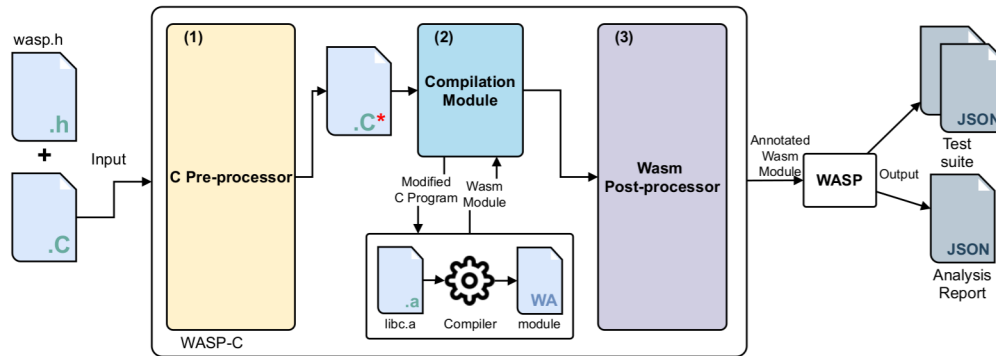 wasp.h
.h
+
.C
Input
(1)
C Pre-processor
WASP-C
.C*
(2)
Compilation
Module
Modified
C Program
Wasm
Module
.a
libc.a
Compiler
WA
module
(3)
Wasm
Post-processor
Annotated
Wasm
Module
WASP
Output
JSON
Test
suite
JSON
Analysis
Report